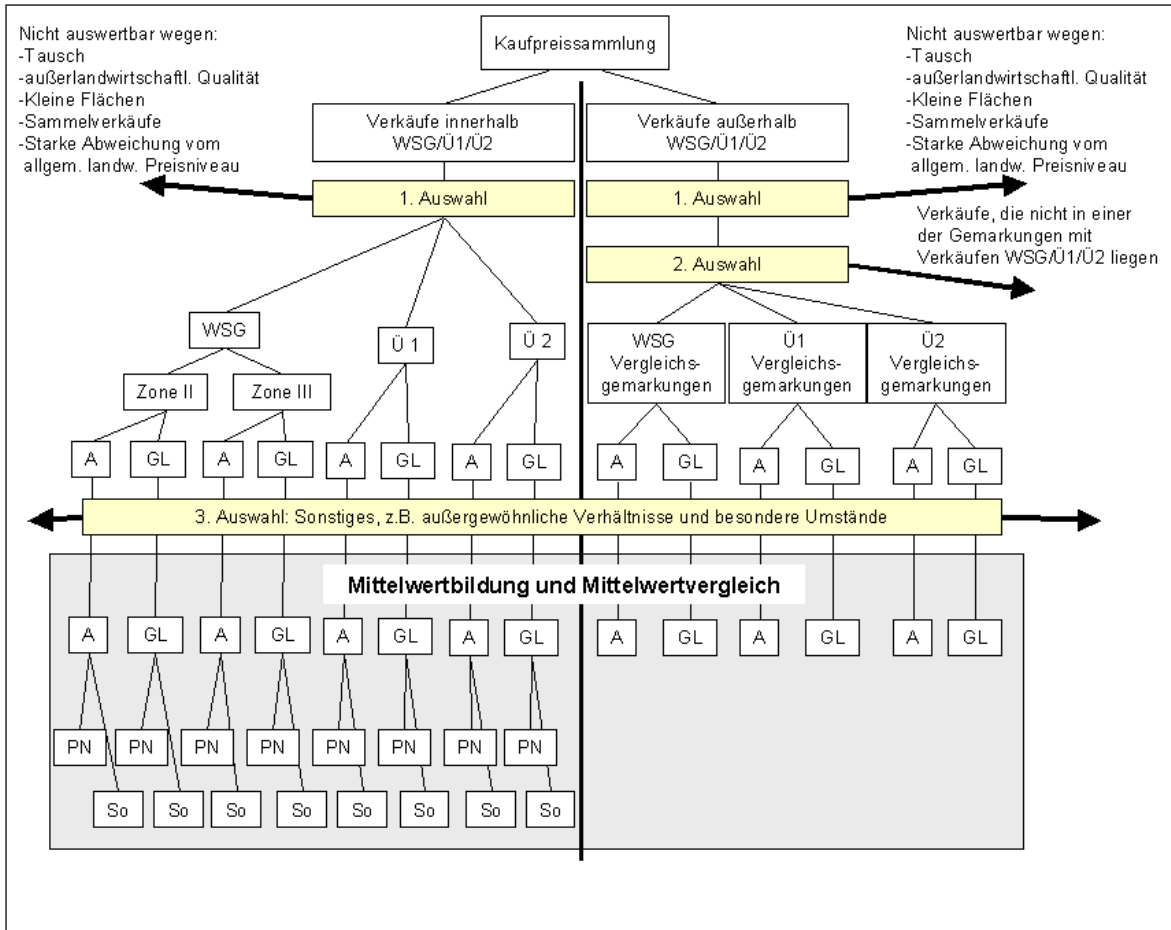 Nicht auswertbar wegen:
-Tausch
-außerlandwirtschaftl. Qualität
-Kleine Flächen
-Sammelverkäufe
-Starke Abweichung vom
allgem. landw. Preisniveau
Kaufpreissammlung
Nicht auswertbar wegen:
-Tausch
-außerlandwirtschaftl. Qualität
-Kleine Flächen
-Sammelverkäufe
-Starke Abweichung vom
allgem. landw. Preisniveau
Verkäufe innerhalb
WSG/Ü1/Ü2
Verkäufe außerhalb
WSG/Ü1/Ü2
1. Auswahl
1. Auswahl
Verkäufe, die nicht in einer
der Gemarkungen mit
Verkäufen WSG/Ü1/Ü2 liegen
2. Auswahl
WSG
Ü 1
Ü 2
WSG
Vergleichs-
gemarkungen
Ü1
Vergleichs-
gemarkungen
Ü2
Vergleichs-
gemarkungen
Zone II
Zone III
A
GL
A
GL
A
GL
A
GL
A
GL
A
GL
A
GL
3. Auswahl: Sonstiges, z.B. außergewöhnliche Verhältnisse und besondere Umstände
Mittelwertbildung und Mittelwertvergleich
A
GL
A
GL
A
GL
A
GL
A
GL
A
GL
A
GL
PN
PN
PN
PN
PN
PN
PN
PN
So
So
So
So
So
So
So
So